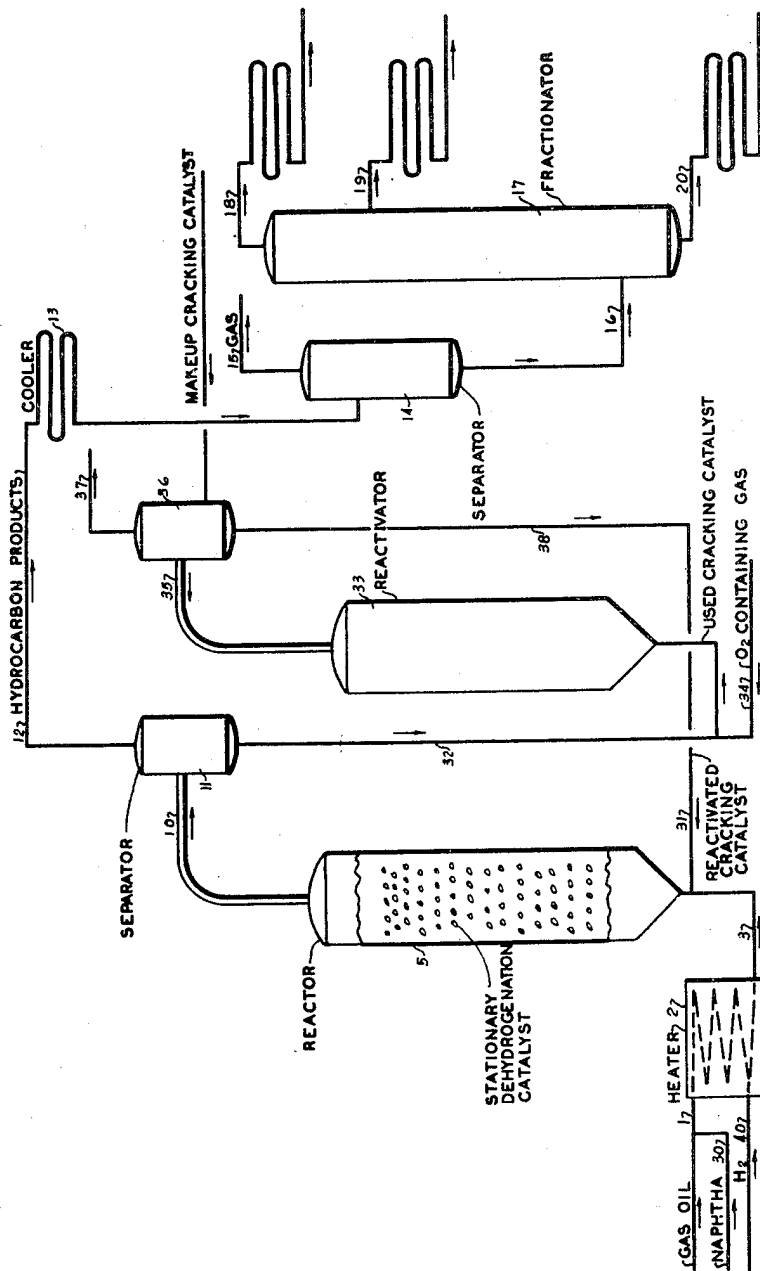 12 HYDROCARBON PRODUCTS
COOLER
13
SEPARATOR
37
36
10
35
MAKEUP CRACKING CATALYST
11
15 GAS
18
REACTOR
33
REACTIVATOR
14
SEPARATOR
19
5
STATIONARY
DEHYDROGENATION
CATALYST
32
38
17
FRACTIONATOR
16
HEATER 2
31
REACTIVATED
CRACKING
CATALYST
USED CRACKING CATALYST
20
GAS OIL
1
NAPHTHA 30
H2 40
3
34 O2 CONTAINING GAS